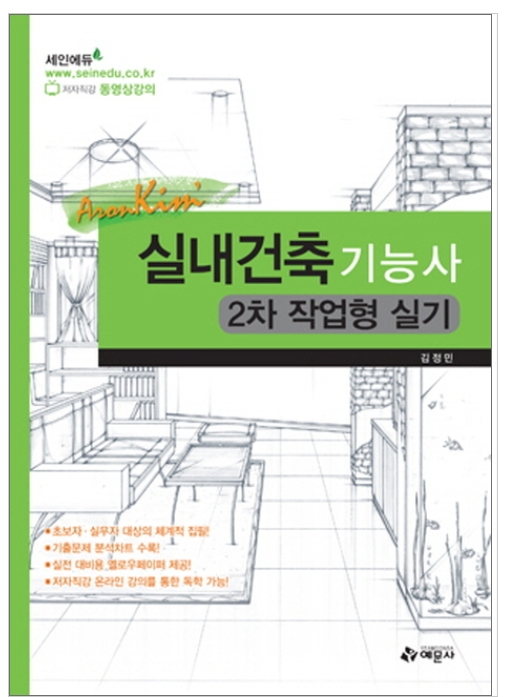 세인에듀
www.seinedu.co.kr
저자직강 동영상강의
AranKim
실내건축 기능사
2차 작업형 실기
김정민
초보자·실무자 대상의 체계적 집필!
기출문제 분석차트 수록!
실전 대비용 옐로우페이퍼 제공!
저자직강 온라인 강의를 통한 독학 가능!
예문사